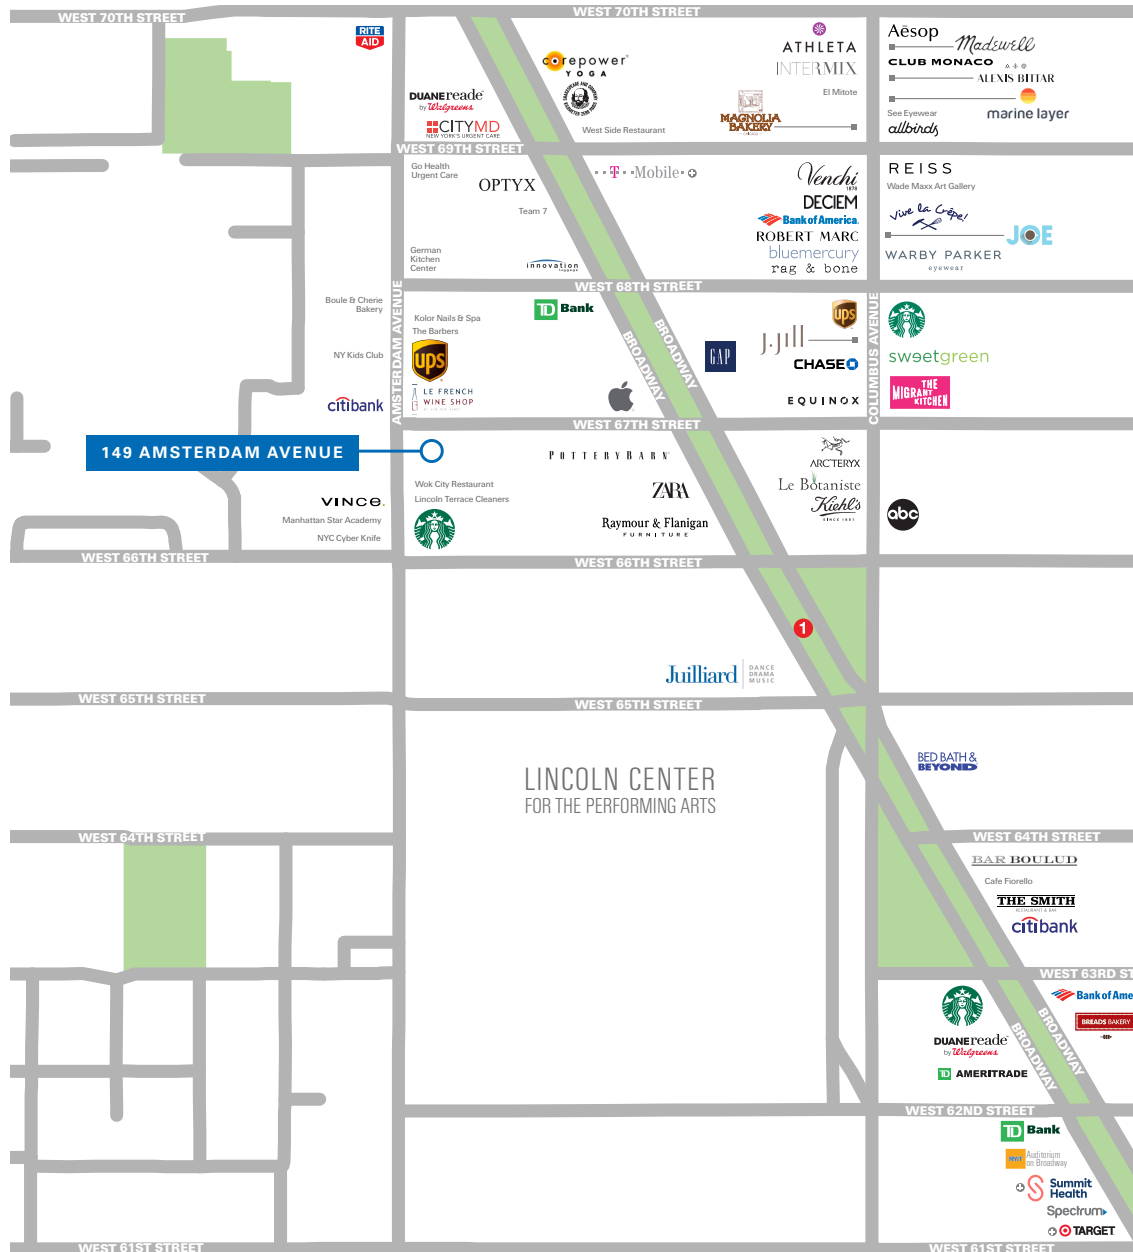 WEST 70TH STREET
WEST 70TH STREET
RITE
AID
corepower
YOGA
ATHLETA
INTERMIX
El Mitote
Aēsop
Madewell
CLUB MONACO
ALEXIS BITTAR
marine layer
See Eyewear
allbirds
DUANEreade
by Walgreens
CITYMD
NEW YORK'S URGENT CARE
West Side Restaurant
MAGNOLIA
BAKERY
WEST 69TH STREET
Go Health
Urgent Care
OPTYX
Team 7
German
Kitchen
Center
innovation
luggage
T Mobile
Venchi
1878
DECIEM
Bank of America
ROBERT MARC
bluemercury
rag & bone
REISS
Wade Maxx Art Gallery
Vive la Crêpe!
JOE
WARBY PARKER
eyewear
WEST 68TH STREET
AMSTERDAM AVENUE
BROADWAY
BROADWAY
COLUMBUS AVENUE
Boule & Cherie
Bakery
NY Kids Club
citibank
Kolor Nails & Spa
The Barbers
ups
LE FRENCH
WINE SHOP
TD Bank
GAP
ups
J.Jill
CHASE
EQUINOX
sweetgreen
THE
MIGRANT
KITCHEN
WEST 67TH STREET
149 AMSTERDAM AVENUE
VINCE.
Manhattan Star Academy
NYC Cyber Knife
Wok City Restaurant
Lincoln Terrace Cleaners
POTTERY BARN
ZARA
Raymour & Flanigan
FURNITURE
ARC'TERYX
Le Botaniste
Kiehl's
SINCE 1851
abc
WEST 66TH STREET
WEST 66TH STREET
1
Juilliard
DANCE
DRAMA
MUSIC
WEST 65TH STREET
WEST 65TH STREET
LINCOLN CENTER
FOR THE PERFORMING ARTS
BED BATH &
BEYOND
WEST 64TH STREET
WEST 64TH STREET
BAR BOULUD
Cafe Fiorello
THE SMITH
RESTAURANT & BAR
citibank
WEST 63RD ST
BROADWAY
BROADWAY
DUANEreade
by Walgreens
TD AMERITRADE
Bank of Ame
BREADS BAKERY
WEST 62ND STREET
TD Bank
Auditorium
on Broadway
Summit
Health
Spectrum
TARGET
WEST 61ST STREET
WEST 61ST STREET